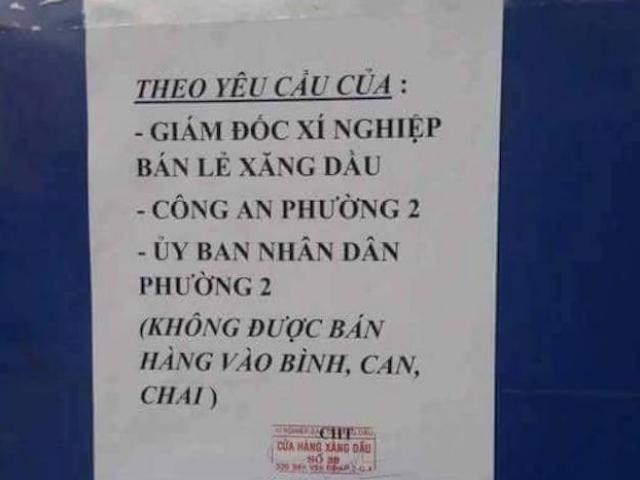 THEO YÊU CẦU CỦA :
- GIÁM ĐỐC XÍ NGHIỆP
BÁN LẺ XĂNG DẦU
- CÔNG AN PHƯỜNG 2
- ỦY BAN NHÂN DÂN
PHƯỜNG 2
(KHÔNG ĐƯỢC BÁN
HÀNG VÀO BÌNH, CAN,
CHAI )
CHT
CỬA HÀNG XĂNG DẦU